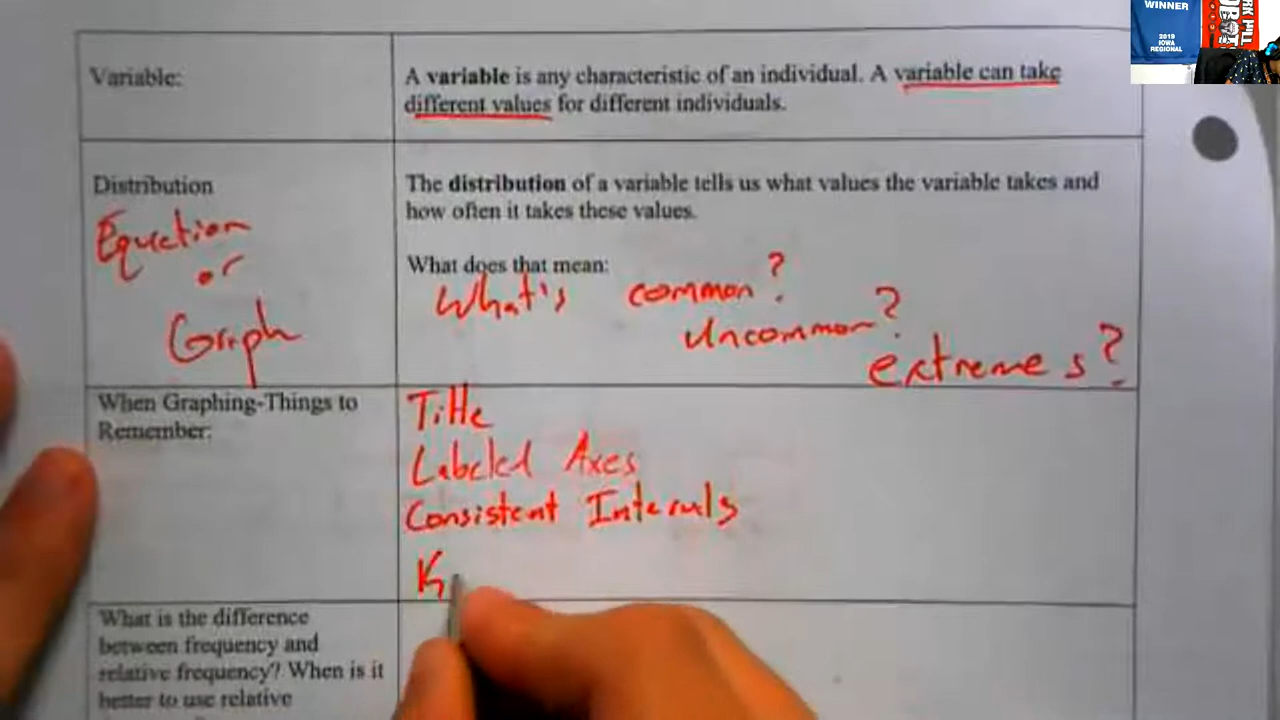 WINNER
2019
IOWA
REGIONAL
Variable:
A variable is any characteristic of an individual. A variable can take
different values for different individuals.
Distribution
Equation
or
Graph
The distribution of a variable tells us what values the variable takes and
how often it takes these values.
What does that mean:
What's common?
Uncommon?
extremes?
When Graphing-Things to
Remember:
Title
Labeled Axes
Consistent Intervals
K
What is the difference
between frequency and
relative frequency? When is it
better to use relative